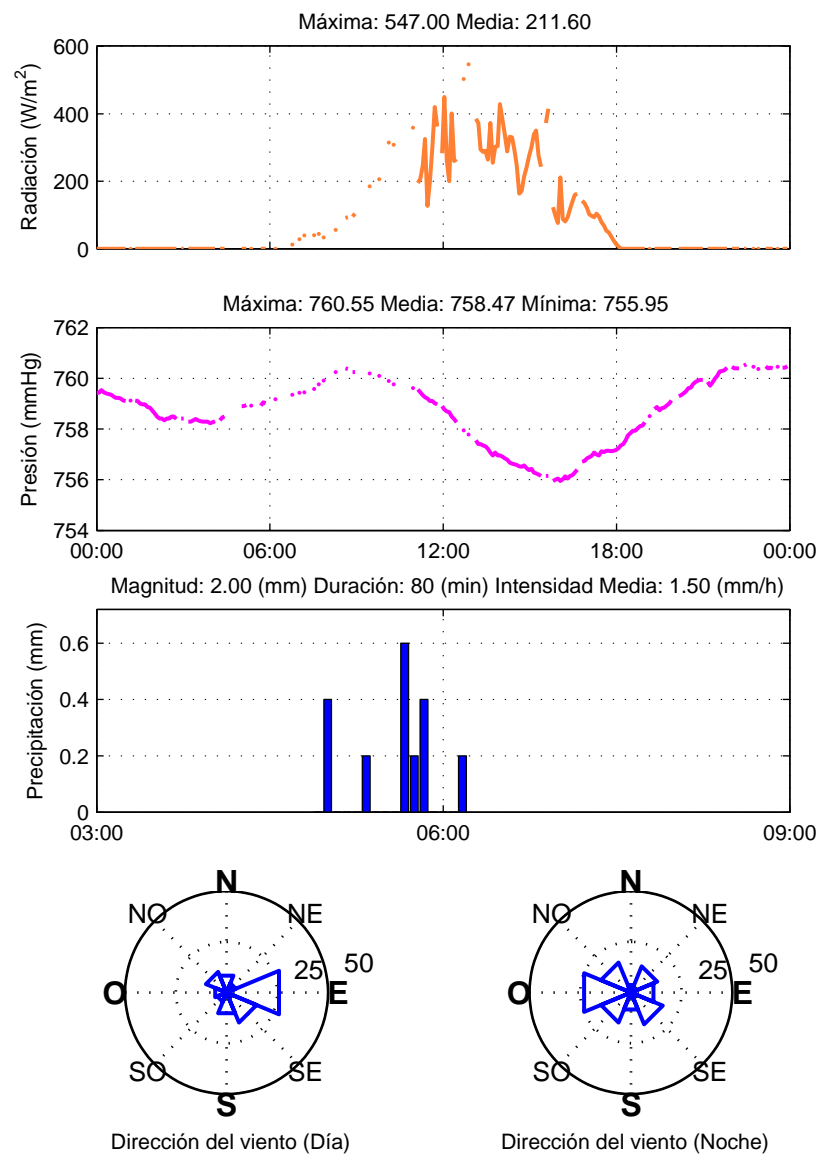 Máxima: 547.00 Media: 211.60
600
400
200
0
Radiación (W/m²)
Máxima: 760.55 Media: 758.47 Mínima: 755.95
762
760
758
756
754
Presión (mmHg)
00:00 06:00 12:00 18:00 00:00
Magnitud: 2.00 (mm) Duración: 80 (min) Intensidad Media: 1.50 (mm/h)
0.6
0.4
0.2
0
Precipitación (mm)
03:00 06:00 09:00
N
NO NE
25 50
O E
SO SE
S
Dirección del viento (Día)
N
NO NE
25 50
O E
SO SE
S
Dirección del viento (Noche)